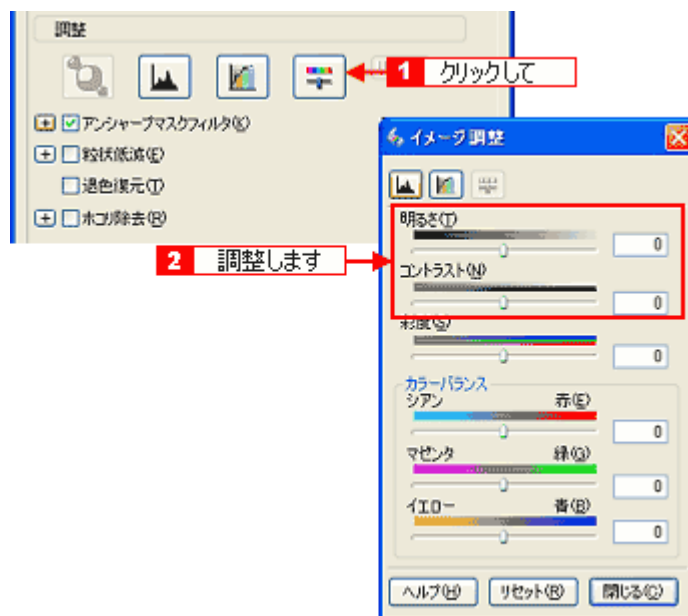 調整
1 クリックして
アンシャープマスクフィルタ(K)
粒状低減(E)
退色復元(T)
ホコリ除去(R)
イメージ調整
明るさ(T)
0
2 調整します
コントラスト(N)
0
彩度(S)
0
カラーバランス
シアン 赤(E)
0
マゼンタ 緑(G)
0
イエロー 青(B)
0
ヘルプ(H) リセット(R) 閉じる(C)